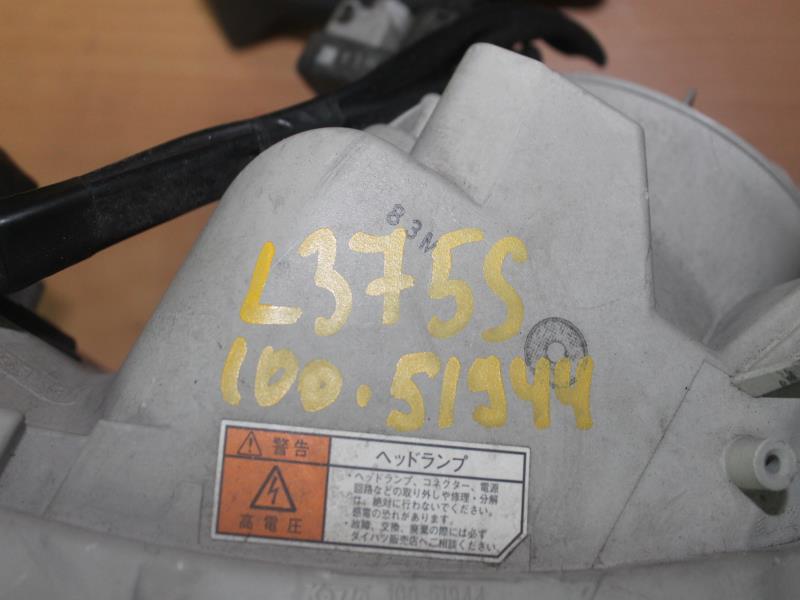 83M
L375S
100.51944
警告
高電圧
ヘッドランプ
・ヘッドランプ、コネクター、電源
回路などの取り外しや修理・分解
は、絶対に行わないでください。
感電の恐れがあります。
・故障、交換、廃棄の際には必ず
ダイハツ販売店へご相談ください。
100-51944